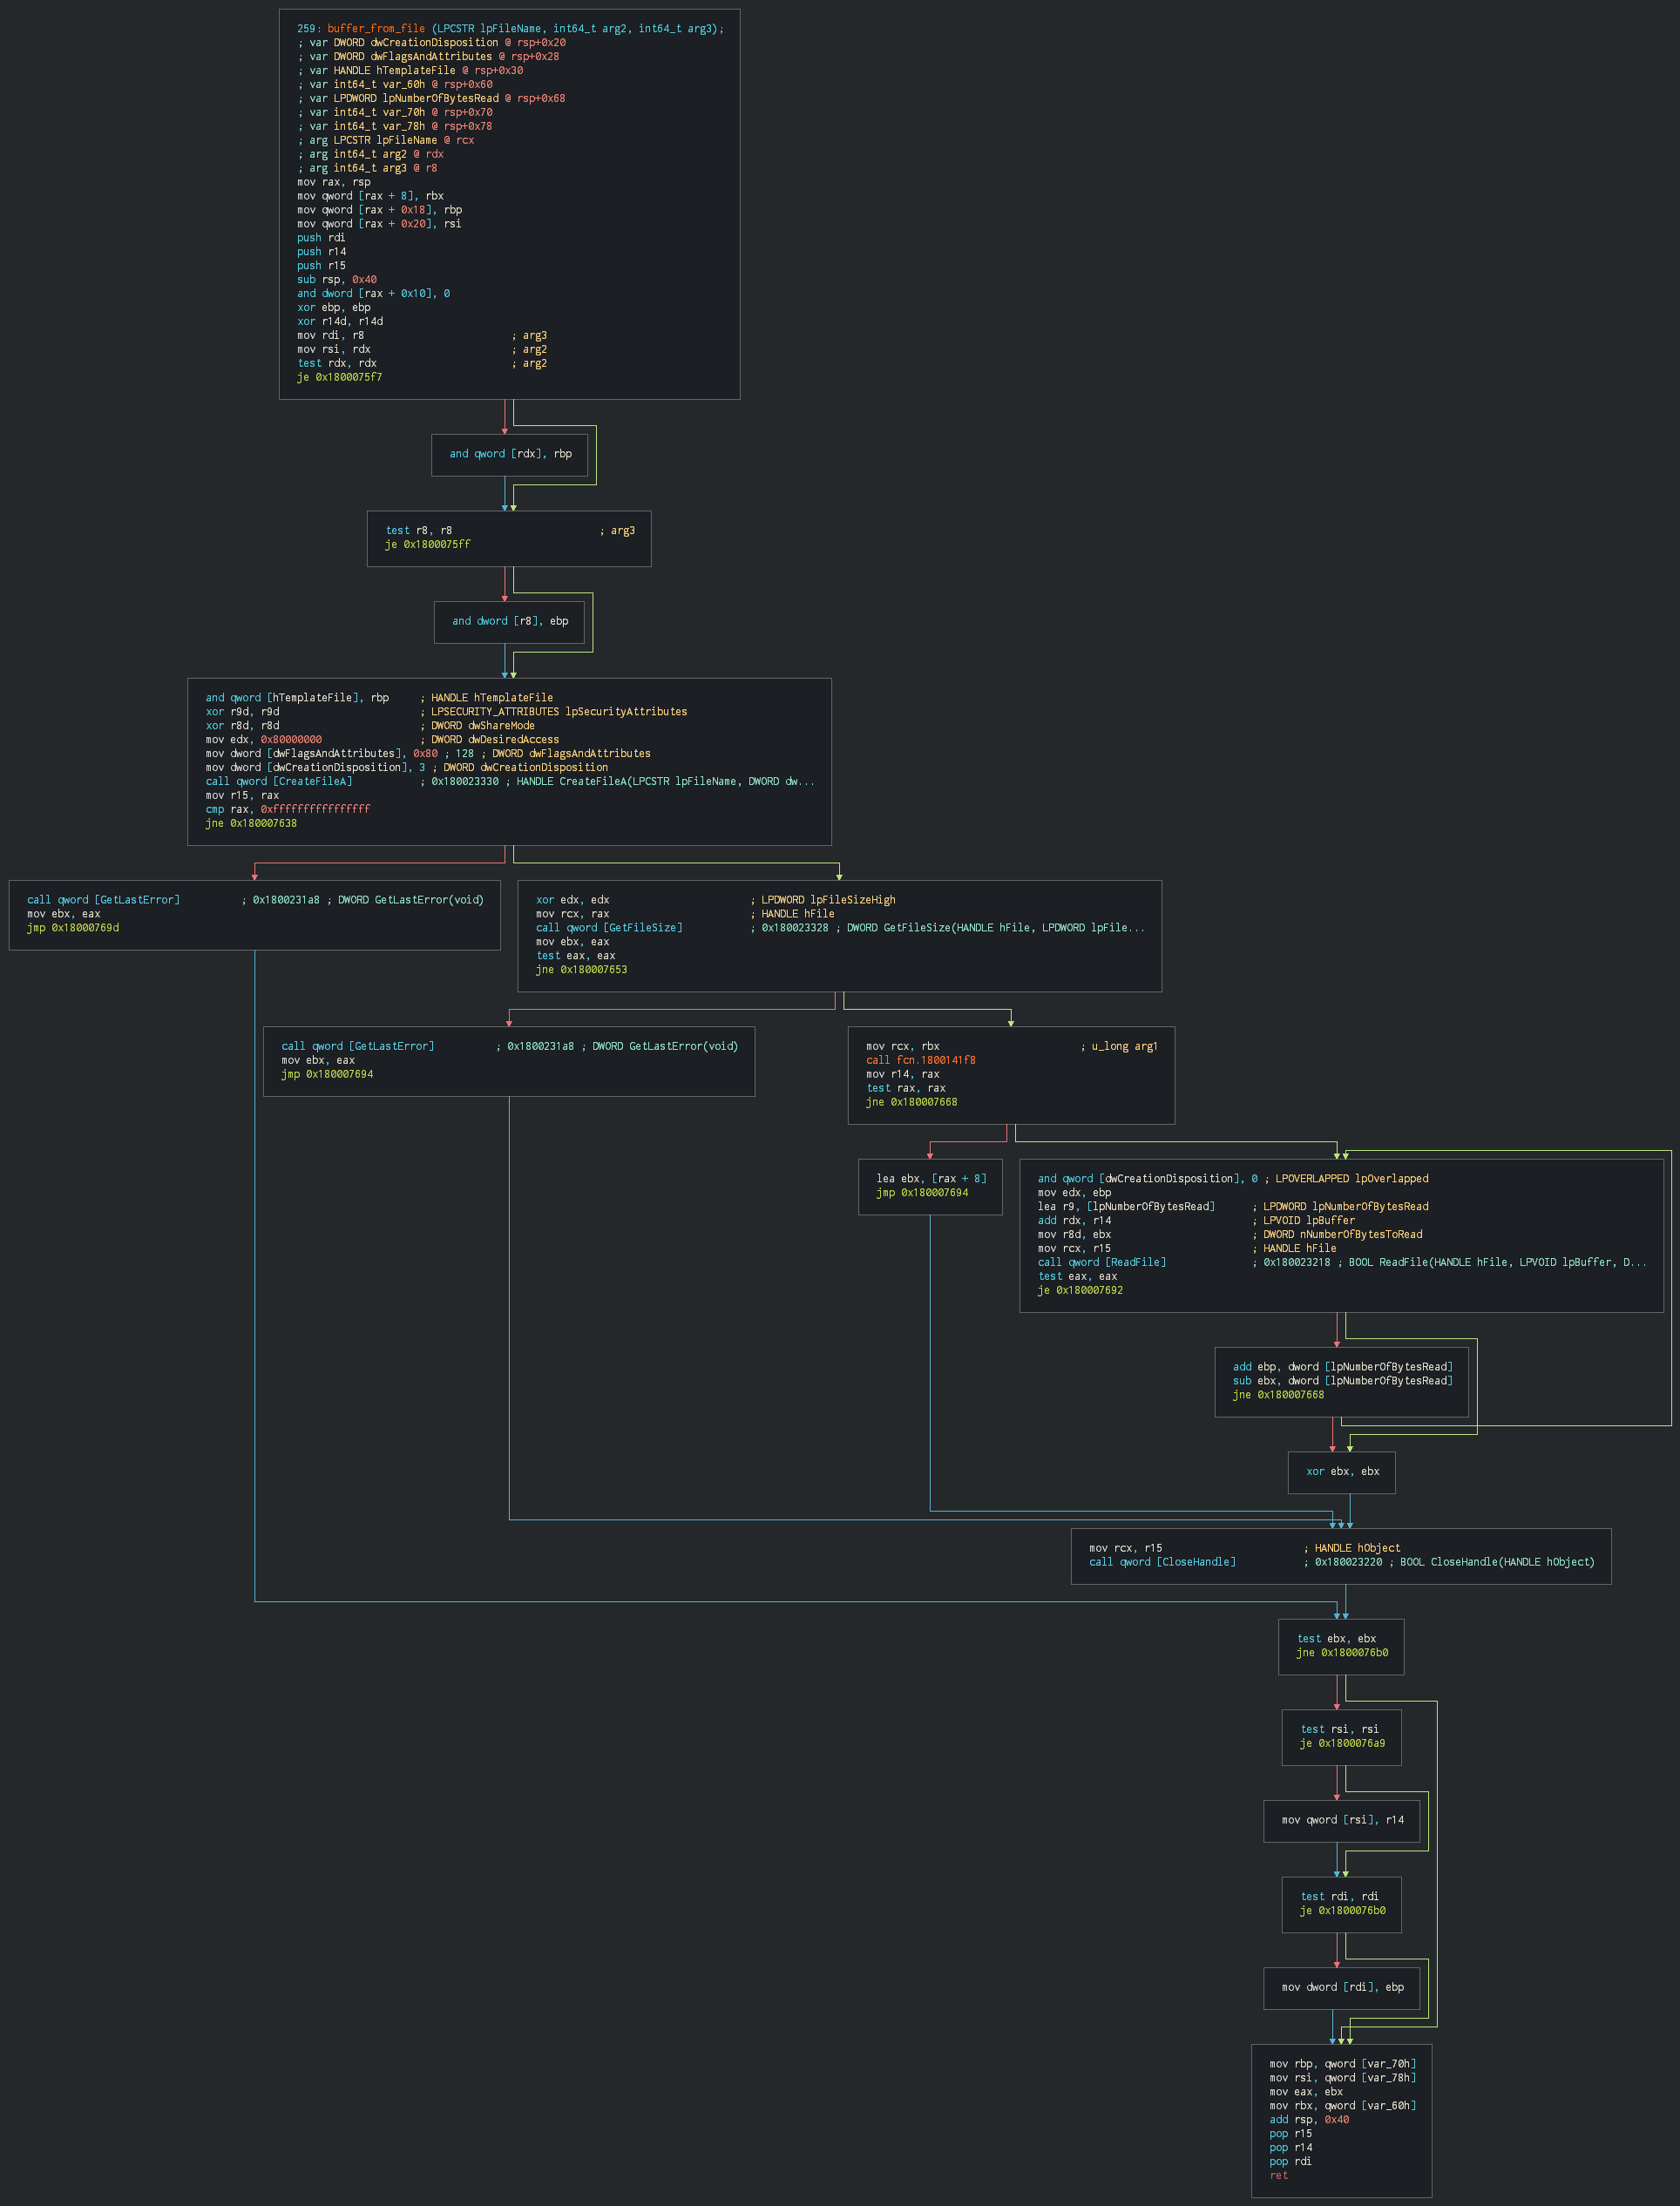 259: buffer_from_file (LPCSTR lpFileName, int64_t arg2, int64_t arg3);
; var DWORD dwCreationDisposition @ rsp+0x20
; var DWORD dwFlagsAndAttributes @ rsp+0x28
; var HANDLE hTemplateFile @ rsp+0x30
; var int64_t var_60h @ rsp+0x60
; var LPDWORD lpNumberOfBytesRead @ rsp+0x68
; var int64_t var_70h @ rsp+0x70
; var int64_t var_78h @ rsp+0x78
; arg LPCSTR lpFileName @ rcx
; arg int64_t arg2 @ rdx
; arg int64_t arg3 @ r8
mov rax, rsp
mov qword [rax + 8], rbx
mov qword [rax + 0x18], rbp
mov qword [rax + 0x20], rsi
push rdi
push r14
push r15
sub rsp, 0x40
and dword [rax + 0x10], 0
xor ebp, ebp
xor r14d, r14d
mov rdi, r8 ; arg3
mov rsi, rdx ; arg2
test rdx, rdx ; arg2
je 0x1800075f7
and qword [rdx], rbp
test r8, r8 ; arg3
je 0x1800075ff
and dword [r8], ebp
and qword [hTemplateFile], rbp ; HANDLE hTemplateFile
xor r9d, r9d ; LPSECURITY_ATTRIBUTES lpSecurityAttributes
xor r8d, r8d ; DWORD dwShareMode
mov edx, 0x80000000 ; DWORD dwDesiredAccess
mov dword [dwFlagsAndAttributes], 0x80 ; 128 ; DWORD dwFlagsAndAttributes
mov dword [dwCreationDisposition], 3 ; DWORD dwCreationDisposition
call qword [CreateFileA] ; 0x180023330 ; HANDLE CreateFileA(LPCSTR lpFileName, DWORD dw...
mov r15, rax
cmp rax, 0xffffffffffffffff
jne 0x180007638
call qword [GetLastError] ; 0x1800231a8 ; DWORD GetLastError(void)
mov ebx, eax
jmp 0x18000769d
xor edx, edx ; LPDWORD lpFileSizeHigh
mov rcx, rax ; HANDLE hFile
call qword [GetFileSize] ; 0x180023328 ; DWORD GetFileSize(HANDLE hFile, LPDWORD lpFile...
mov ebx, eax
test eax, eax
jne 0x180007653
call qword [GetLastError] ; 0x1800231a8 ; DWORD GetLastError(void)
mov ebx, eax
jmp 0x180007694
mov rcx, rbx ; u_long arg1
call fcn.1800141f8
mov r14, rax
test rax, rax
jne 0x180007668
lea ebx, [rax + 8]
jmp 0x180007694
and qword [dwCreationDisposition], 0 ; LPOVERLAPPED lpOverlapped
mov edx, ebp
lea r9, [lpNumberOfBytesRead] ; LPDWORD lpNumberOfBytesRead
add rdx, r14 ; LPVOID lpBuffer
mov r8d, ebx ; DWORD nNumberOfBytesToRead
mov rcx, r15 ; HANDLE hFile
call qword [ReadFile] ; 0x180023218 ; BOOL ReadFile(HANDLE hFile, LPVOID lpBuffer, D...
test eax, eax
je 0x180007692
add ebp, dword [lpNumberOfBytesRead]
sub ebx, dword [lpNumberOfBytesRead]
jne 0x180007668
xor ebx, ebx
mov rcx, r15 ; HANDLE hObject
call qword [CloseHandle] ; 0x180023220 ; BOOL CloseHandle(HANDLE hObject)
test ebx, ebx
jne 0x1800076b0
test rsi, rsi
je 0x1800076a9
mov qword [rsi], r14
test rdi, rdi
je 0x1800076b0
mov dword [rdi], ebp
mov rbp, qword [var_70h]
mov rsi, qword [var_78h]
mov eax, ebx
mov rbx, qword [var_60h]
add rsp, 0x40
pop r15
pop r14
pop rdi
ret